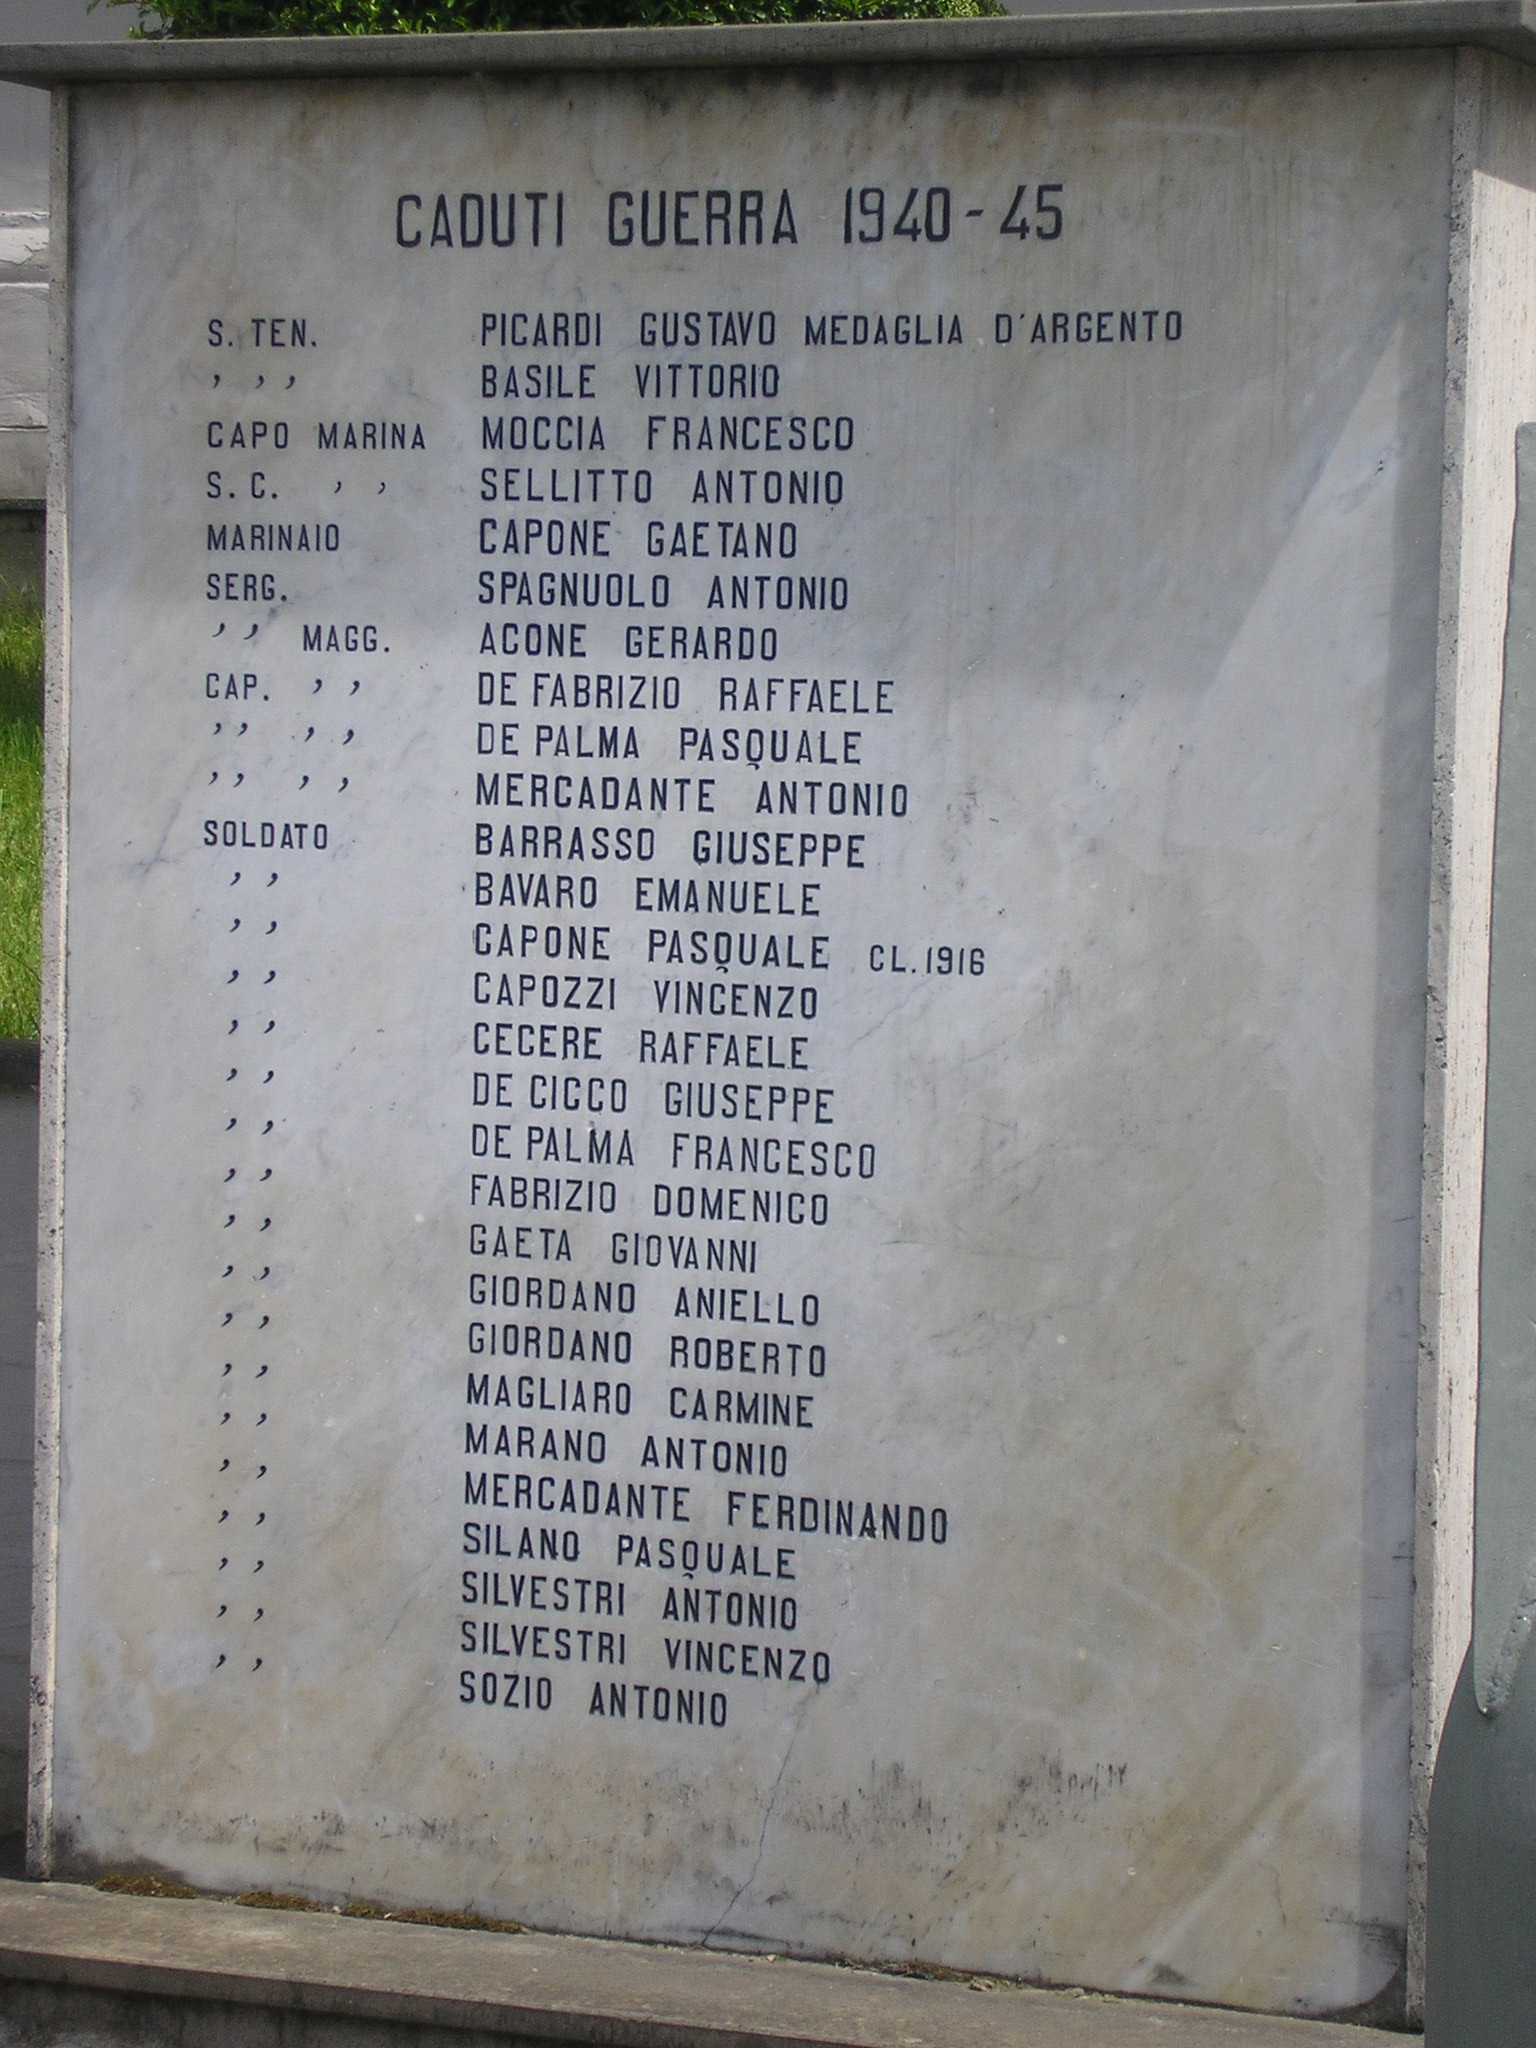 CADUTI GUERRA 1940-45
S. TEN. PICARDI GUSTAVO MEDAGLIA D'ARGENTO
, , , BASILE VITTORIO
CAPO MARINA MOCCIA FRANCESCO
S.C. , , SELLITTO ANTONIO
MARINAIO CAPONE GAETANO
SERG. SPAGNUOLO ANTONIO
, , MAGG. ACONE GERARDO
CAP. , , DE FABRIZIO RAFFAELE
, , , , DE PALMA PASQUALE
, , , , MERCADANTE ANTONIO
SOLDATO BARRASSO GIUSEPPE
, , BAVARO EMANUELE
, , CAPONE PASQUALE CL. 1916
, , CAPOZZI VINCENZO
, , CECERE RAFFAELE
, , DE CICCO GIUSEPPE
, , DE PALMA FRANCESCO
, , FABRIZIO DOMENICO
, , GAETA GIOVANNI
, , GIORDANO ANIELLO
, , GIORDANO ROBERTO
, , MAGLIARO CARMINE
, , MARANO ANTONIO
, , MERCADANTE FERDINANDO
, , SILANO PASQUALE
, , SILVESTRI ANTONIO
, , SILVESTRI VINCENZO
, , SOZIO ANTONIO